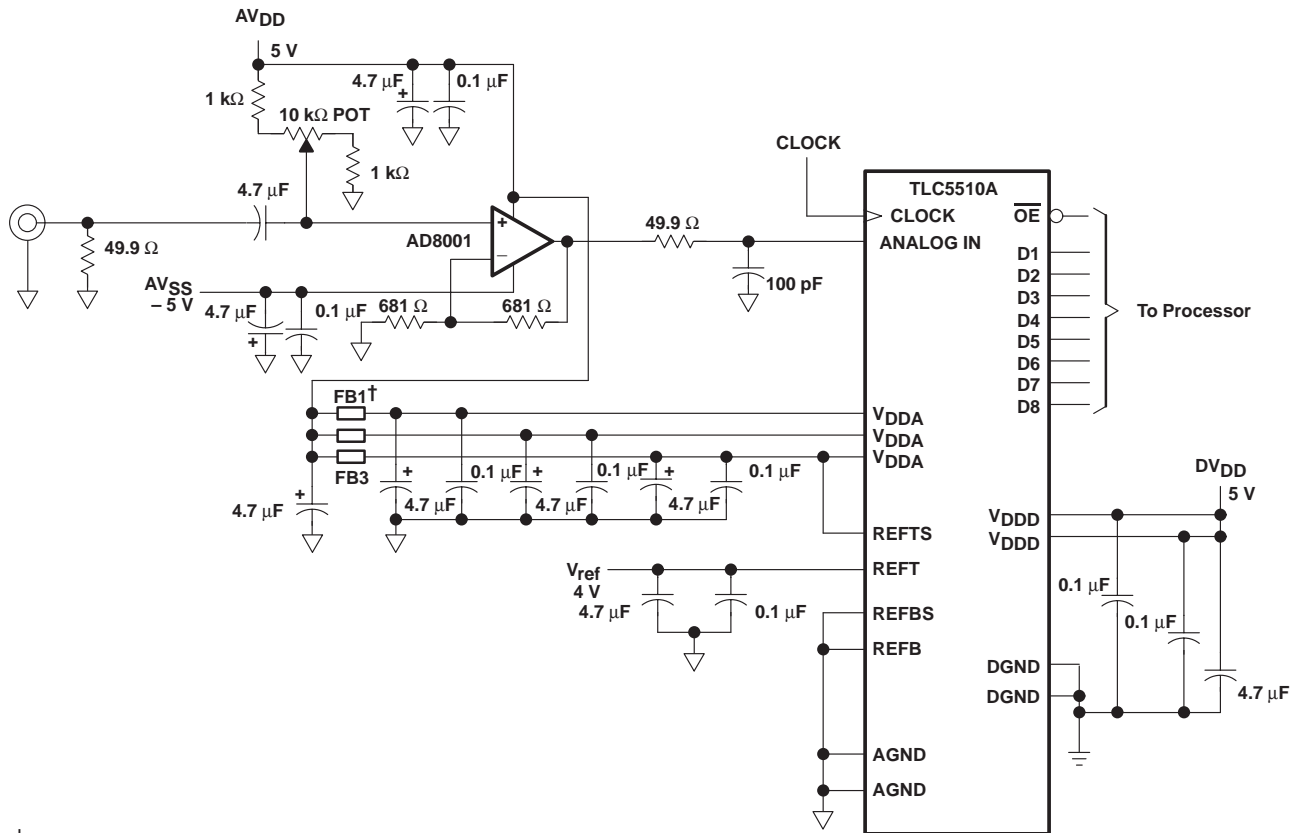 AVDD
5 V
4.7 µF
0.1 µF
1 kΩ
10 kΩ POT
1 kΩ
4.7 µF
49.9 Ω
AD8001
+
−
49.9 Ω
100 pF
AVSS
– 5 V
4.7 µF
+
0.1 µF
681 Ω
681 Ω
+
CLOCK
TLC5510A
CLOCK
OE
ANALOG IN
D1
D2
D3
D4
D5
D6
D7
D8
To Processor
FB1†
FB3
VDDA
VDDA
VDDA
+
4.7 µF
+
4.7 µF
0.1 µF
+
4.7 µF
0.1 µF
+
4.7 µF
0.1 µF
REFTS
Vref
4 V
REFT
4.7 µF
0.1 µF
REFBS
REFB
AGND
AGND
DVDD
5 V
VDDD
VDDD
0.1 µF
0.1 µF
4.7 µF
DGND
DGND